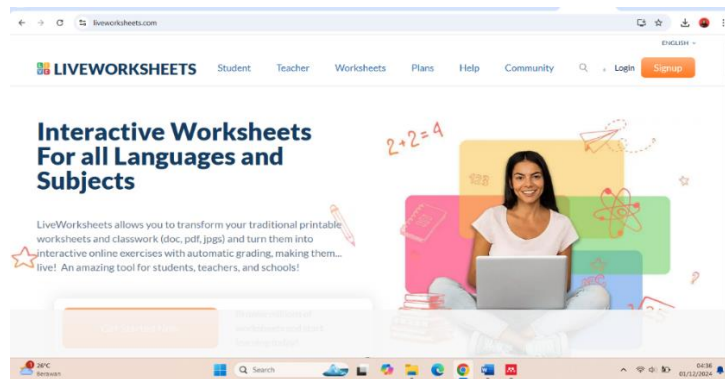 liveworksheets.com
ENGLISH
LIVEWORKSHEETS Student Teacher Worksheets Plans Help Community Login Signup
2+2=4
Interactive Worksheets
For all Languages and
Subjects
LiveWorksheets allows you to transform your traditional printable
worksheets and classwork (doc, pdf, jpgs) and turn them into
interactive online exercises with automatic grading, making them...
live! An amazing tool for students, teachers, and schools!
26°C
Berawan
Search
04:36
01/12/2024